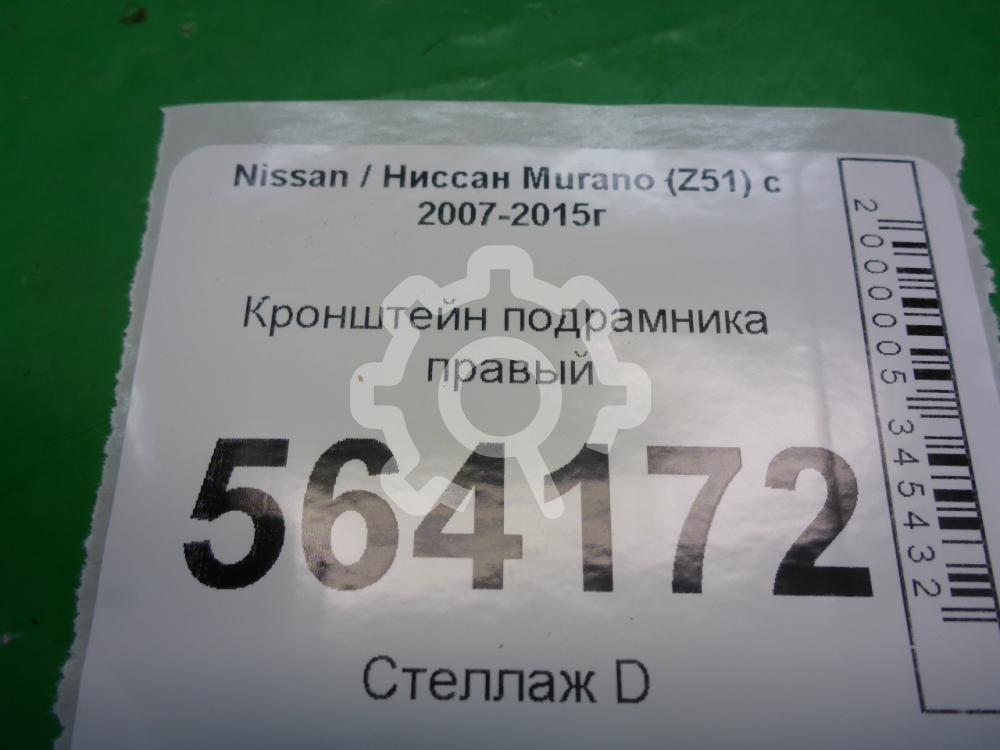 Nissan / Ниссан Murano (Z51) с
2007-2015г
Кронштейн подрамника
правый
564172
Стеллаж D
2000005345432